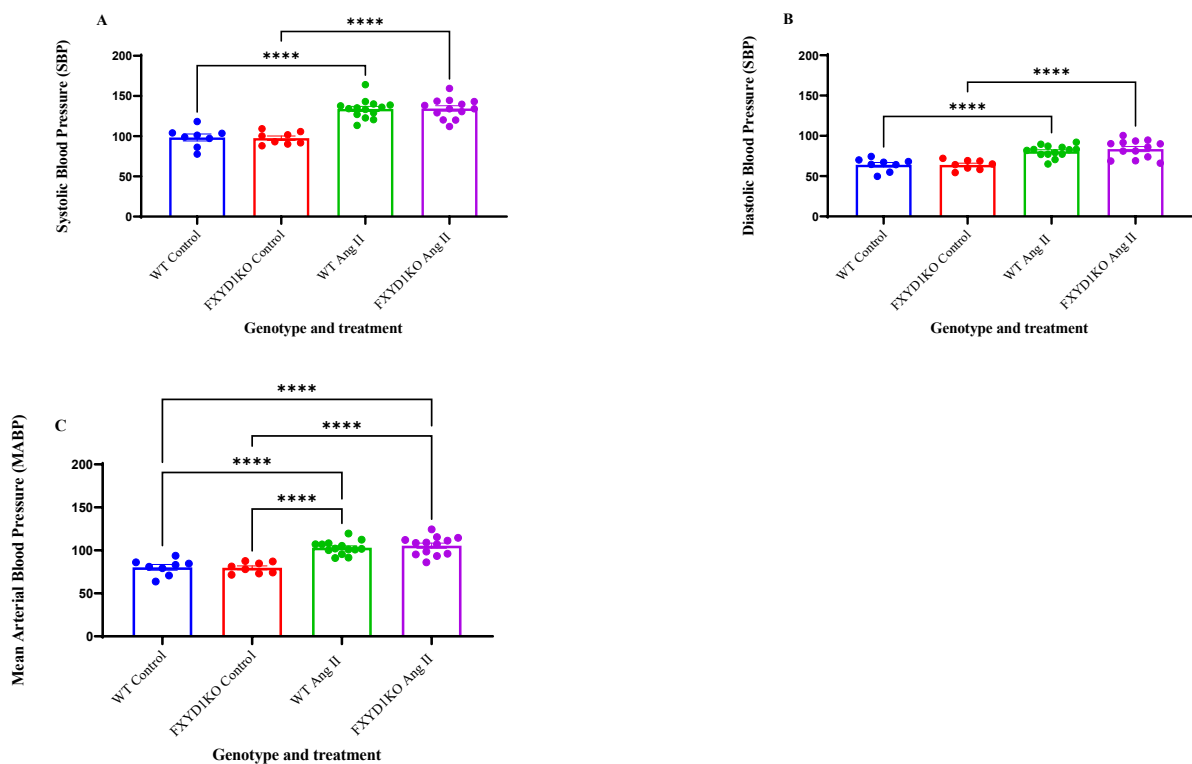 A
Systolic Blood Pressure (SBP)
****
****
200
150
100
50
0
WT Control
FXYD1KO Control
WT Ang II
FXYD1KO Ang II
Genotype and treatment
B
Diastolic Blood Pressure (SBP)
****
****
200
150
100
50
0
WT Control
FXYD1KO Control
WT Ang II
FXYD1KO Ang II
Genotype and treatment
C
Mean Arterial Blood Pressure (MABP)
****
****
****
****
200
150
100
50
0
WT Control
FXYD1KO Control
WT Ang II
FXYD1KO Ang II
Genotype and treatment